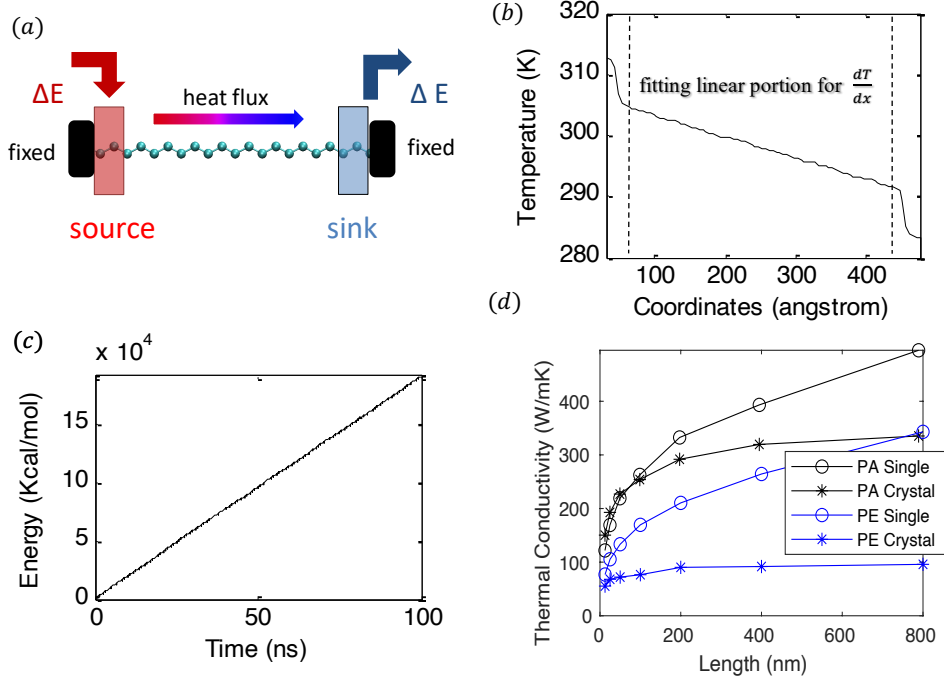 (a)
ΔE
heat flux
Δ E
fixed
fixed
source
sink
(b)
320
310
300
290
280
Temperature (K)
fitting linear portion for dT/dx
100
200
300
400
Coordinates (angstrom)
(c)
x 10^4
15
10
5
0
Energy (Kcal/mol)
0
50
100
Time (ns)
(d)
400
300
200
100
0
Thermal Conductivity (W/mK)
PA Single
PA Crystal
PE Single
PE Crystal
0
200
400
600
800
Length (nm)